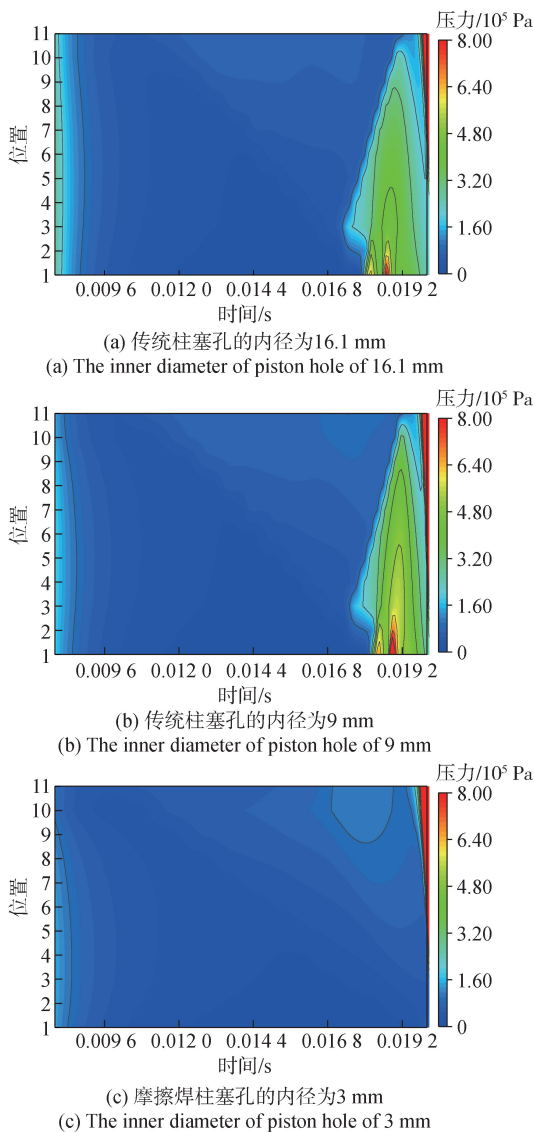 压力/10⁵ Pa
11
10
9
8
7
6
5
4
3
2
1
位置
8.00
6.40
4.80
3.20
1.60
0
0.009 6 0.012 0 0.014 4 0.016 8 0.019 2
时间/s
(a) 传统柱塞孔的内径为16.1 mm
(a) The inner diameter of piston hole of 16.1 mm
压力/10⁵ Pa
11
10
9
8
7
6
5
4
3
2
1
位置
8.00
6.40
4.80
3.20
1.60
0
0.009 6 0.012 0 0.014 4 0.016 8 0.019 2
时间/s
(b) 传统柱塞孔的内径为9 mm
(b) The inner diameter of piston hole of 9 mm
压力/10⁵ Pa
11
10
9
8
7
6
5
4
3
2
1
位置
8.00
6.40
4.80
3.20
1.60
0
0.009 6 0.012 0 0.014 4 0.016 8 0.019 2
时间/s
(c) 摩擦焊柱塞孔的内径为3 mm
(c) The inner diameter of piston hole of 3 mm